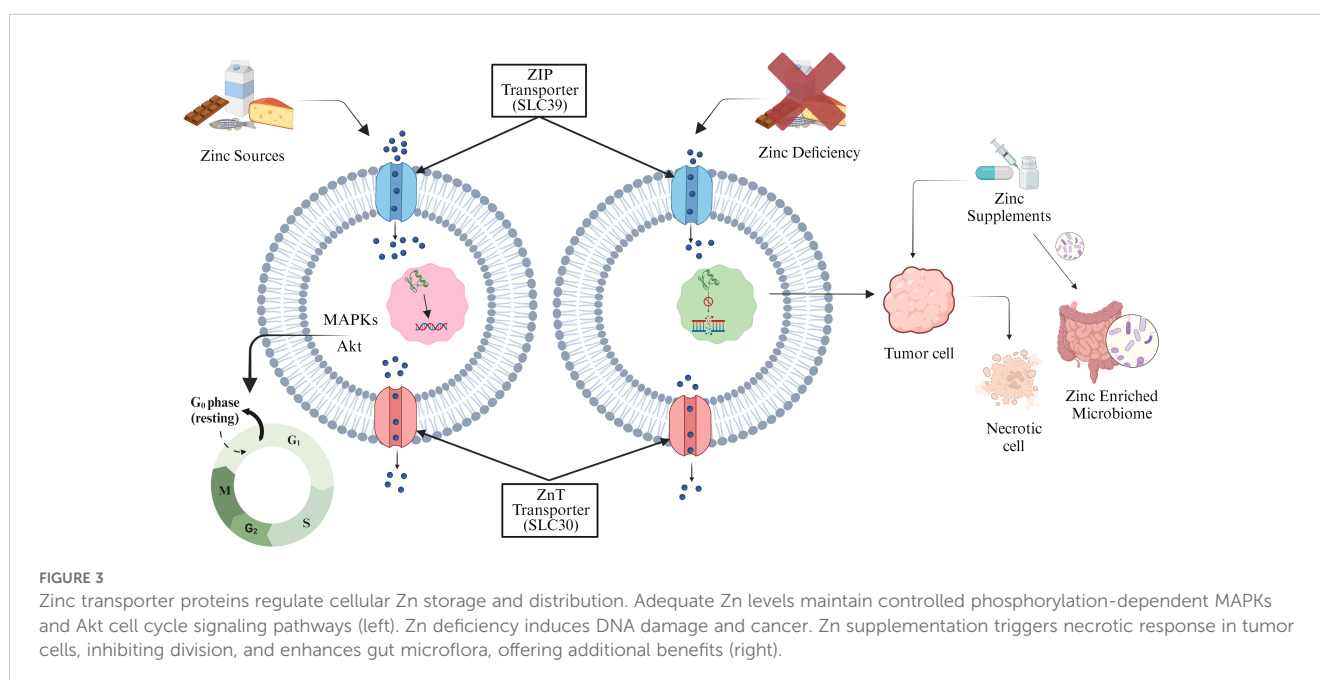 ZIP
Transporter
(SLC39)
Zinc Sources
Zinc Deficiency
Zinc
Supplements
MAPKs
Akt
Tumor cell
G₀ phase
(resting)
G₁
M
S
G₂
Zinc Enriched
Microbiome
Necrotic
cell
ZnT
Transporter
(SLC30)
FIGURE 3
Zinc transporter proteins regulate cellular Zn storage and distribution. Adequate Zn levels maintain controlled phosphorylation-dependent MAPKs
and Akt cell cycle signaling pathways (left). Zn deficiency induces DNA damage and cancer. Zn supplementation triggers necrotic response in tumor
cells, inhibiting division, and enhances gut microflora, offering additional benefits (right).